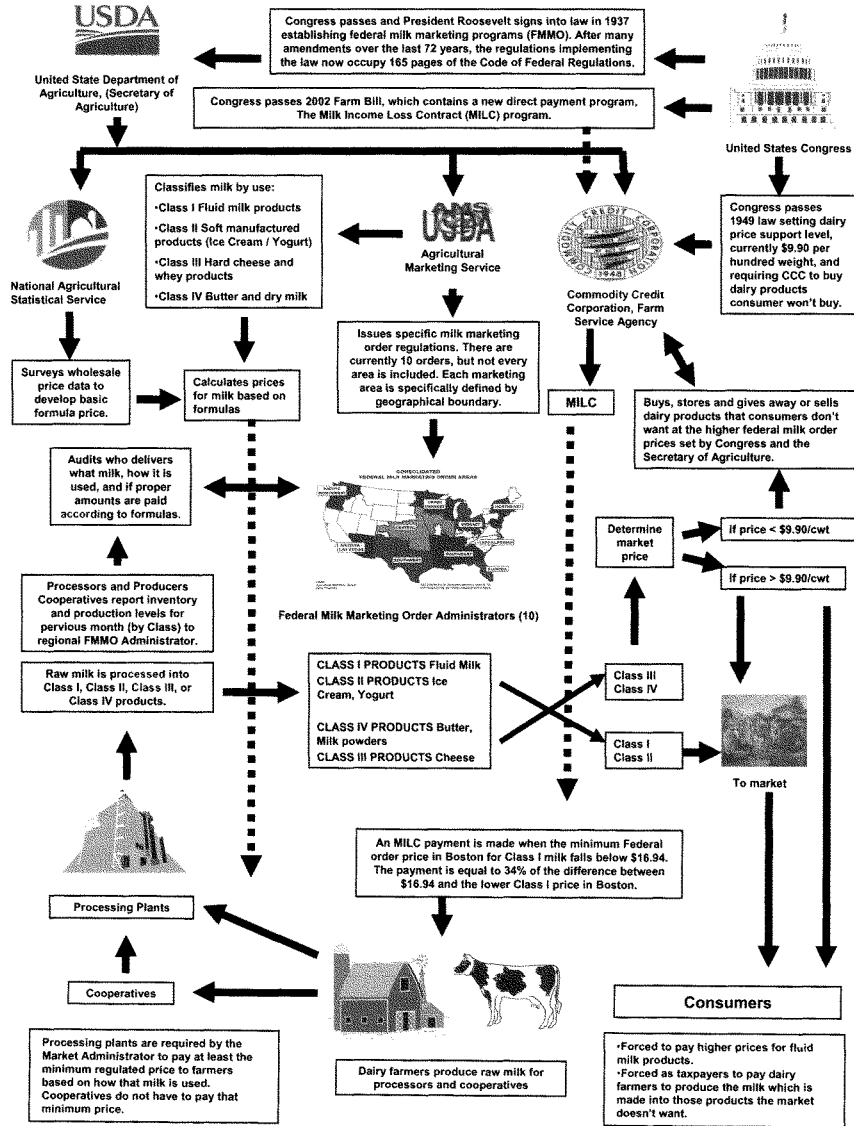 USDA
United State Department of
Agriculture, (Secretary of
Agriculture)
Congress passes and President Roosevelt signs into law in 1937
establishing federal milk marketing programs (FMMO). After many
amendments over the last 72 years, the regulations implementing
the law now occupy 165 pages of the Code of Federal Regulations.
Congress passes 2002 Farm Bill, which contains a new direct payment program,
The Milk Income Loss Contract (MILC) program.
United States Congress
National Agricultural
Statistical Service
Classifies milk by use:
•Class I Fluid milk products
•Class II Soft manufactured
products (Ice Cream / Yogurt)
•Class III Hard cheese and
whey products
•Class IV Butter and dry milk
AMS
USDA
Agricultural
Marketing Service
COMMODITY CREDIT CORPORATION
Commodity Credit
Corporation, Farm
Service Agency
Congress passes
1949 law setting dairy
price support level,
currently $9.90 per
hundred weight, and
requiring CCC to buy
dairy products
consumer won't buy.
Surveys wholesale
price data to
develop basic
formula price.
Calculates prices
for milk based on
formulas
Issues specific milk marketing
order regulations. There are
currently 10 orders, but not every
area is included. Each marketing
area is specifically defined by
geographical boundary.
MILC
Buys, stores and gives away or sells
dairy products that consumers don't
want at the higher federal milk order
prices set by Congress and the
Secretary of Agriculture.
Audits who delivers
what milk, how it is
used, and if proper
amounts are paid
according to formulas.
CONSOLIDATED
FEDERAL MILK MARKETING ORDER AREAS
Federal Milk Marketing Order Administrators (10)
Determine
market
price
If price < $9.90/cwt
If price > $9.90/cwt
Processors and Producers
Cooperatives report inventory
and production levels for
pervious month (by Class) to
regional FMMO Administrator.
Raw milk is processed into
Class I, Class II, Class III, or
Class IV products.
CLASS I PRODUCTS Fluid Milk
CLASS II PRODUCTS Ice
Cream, Yogurt
CLASS IV PRODUCTS Butter,
Milk powders
CLASS III PRODUCTS Cheese
Class III
Class IV
Class I
Class II
To market
An MILC payment is made when the minimum Federal
order price in Boston for Class I milk falls below $16.94.
The payment is equal to 34% of the difference between
$16.94 and the lower Class I price in Boston.
Processing Plants
Cooperatives
Processing plants are required by the
Market Administrator to pay at least the
minimum regulated price to farmers
based on how that milk is used.
Cooperatives do not have to pay that
minimum price.
Dairy farmers produce raw milk for
processors and cooperatives
Consumers
•Forced to pay higher prices for fluid
milk products.
•Forced as taxpayers to pay dairy
farmers to produce the milk which is
made into those products the market
doesn't want.